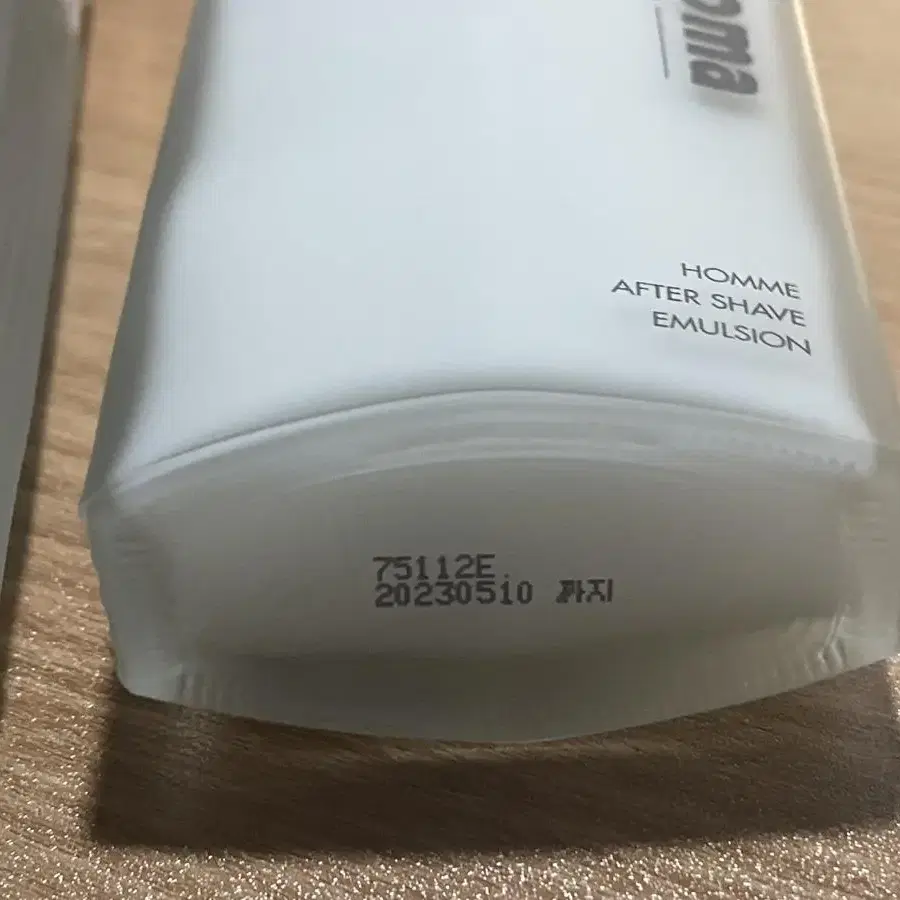 HOMME
AFTER SHAVE
EMULSION
75112E
20230510 까지